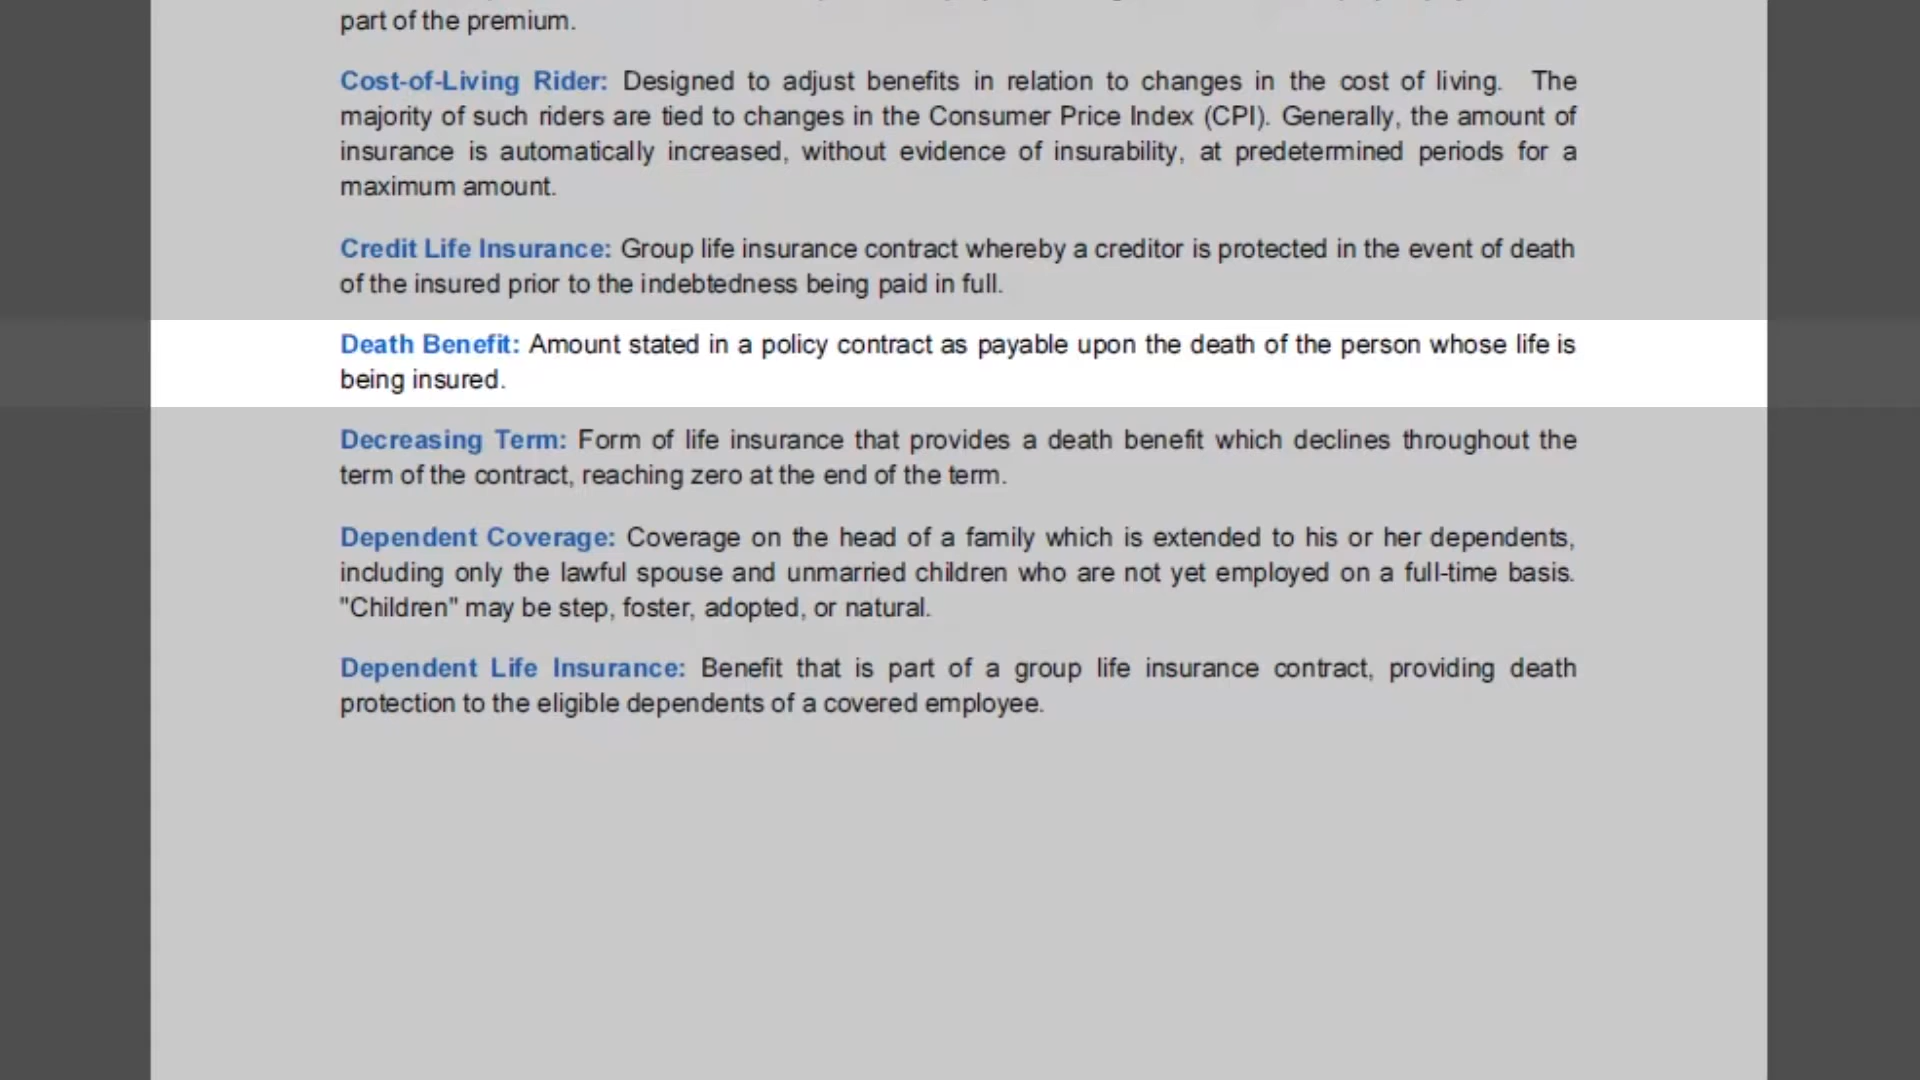 part of the premium.
Cost-of-Living Rider: Designed to adjust benefits in relation to changes in the cost of living. The
majority of such riders are tied to changes in the Consumer Price Index (CPI). Generally, the amount of
insurance is automatically increased, without evidence of insurability, at predetermined periods for a
maximum amount.
Credit Life Insurance: Group life insurance contract whereby a creditor is protected in the event of death
of the insured prior to the indebtedness being paid in full.
Death Benefit: Amount stated in a policy contract as payable upon the death of the person whose life is
being insured.
Decreasing Term: Form of life insurance that provides a death benefit which declines throughout the
term of the contract, reaching zero at the end of the term.
Dependent Coverage: Coverage on the head of a family which is extended to his or her dependents,
including only the lawful spouse and unmarried children who are not yet employed on a full-time basis.
"Children" may be step, foster, adopted, or natural.
Dependent Life Insurance: Benefit that is part of a group life insurance contract, providing death
protection to the eligible dependents of a covered employee.